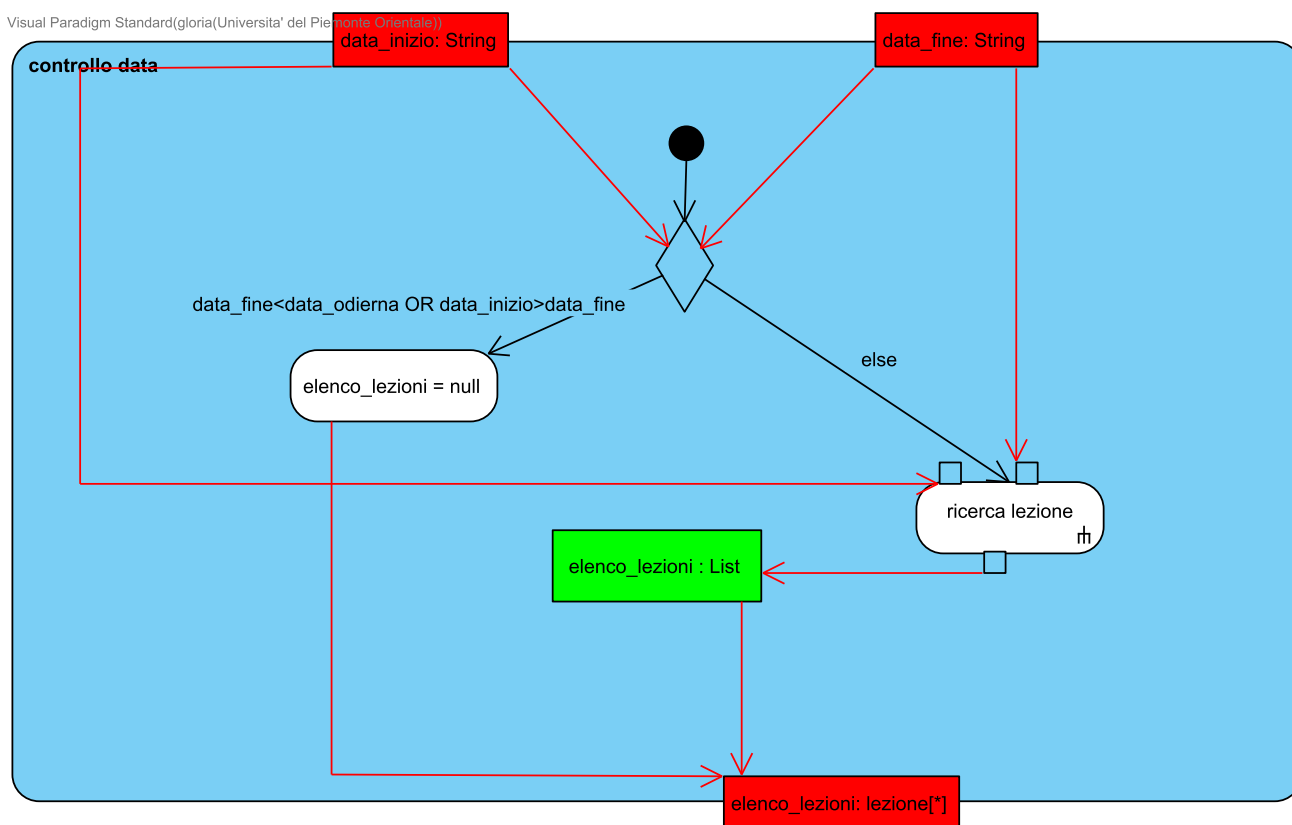 Visual Paradigm Standard(gloria(Universita' del Piemonte Orientale))
data_inizio: String
data_fine: String
controllo data
data_fine<data_odierna OR data_inizio>data_fine
else
elenco_lezioni = null
ricerca lezione
elenco_lezioni : List
elenco_lezioni: lezione[*]